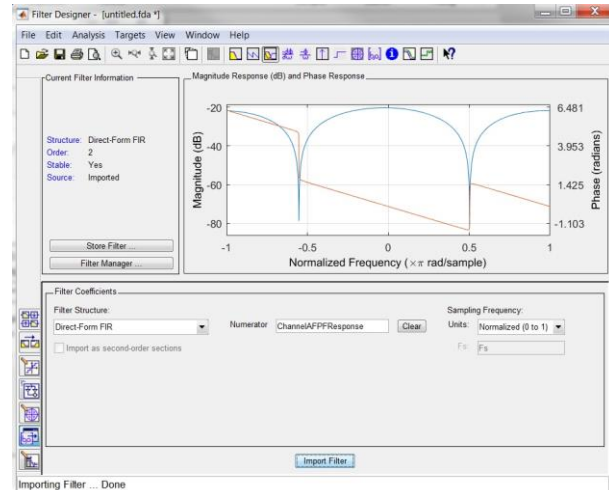 Filter Designer - [untitled.fda *]
File Edit Analysis Targets View Window Help
Current Filter Information
Structure: Direct-Form FIR
Order: 2
Stable: Yes
Source: Imported
Store Filter ...
Filter Manager ...
Magnitude Response (dB) and Phase Response
-20
-40
-60
-80
Magnitude (dB)
6.481
3.953
1.425
-1.103
Phase (radians)
-1 -0.5 0 0.5 1
Normalized Frequency (×π rad/sample)
Filter Coefficients
Filter Structure:
Direct-Form FIR
Import as second-order sections
Numerator ChannelAFPFResponse Clear
Sampling Frequency:
Units: Normalized (0 to 1)
Fs: Fs
Import Filter
Importing Filter ... Done